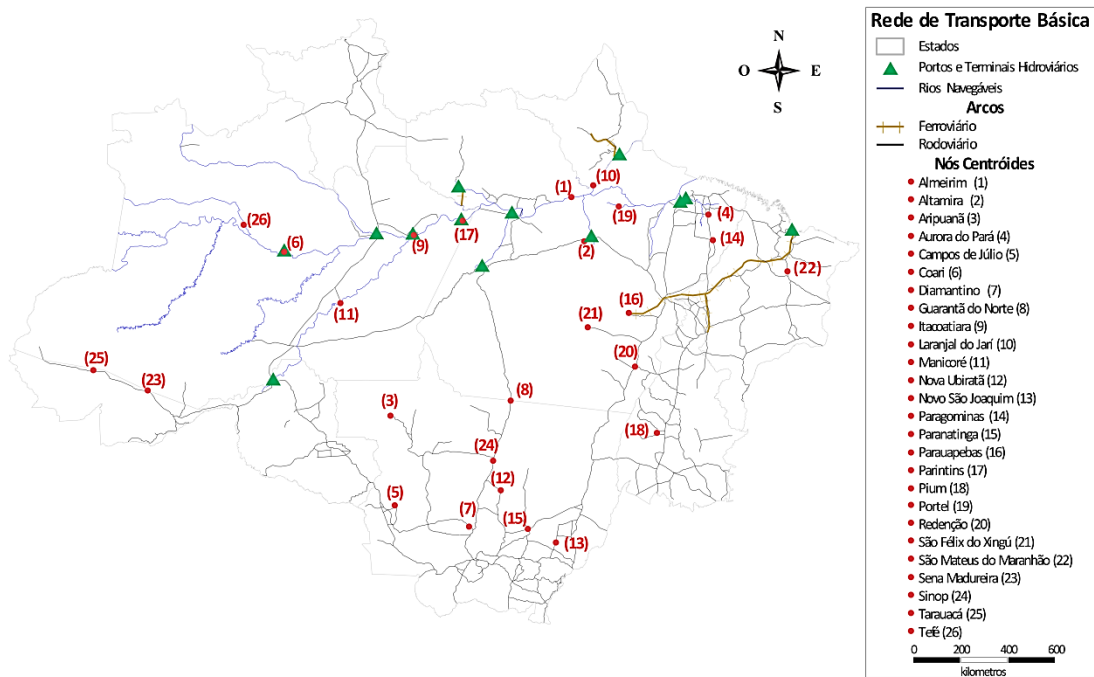 N
O
E
S
(1)
(10)
(19)
(4)
(26)
(6)
(9)
(17)
(2)
(14)
(22)
(11)
(16)
(21)
(25)
(23)
(20)
(8)
(3)
(18)
(24)
(12)
(5)
(7)
(15)
(13)
Rede de Transporte Básica
Estados
Portos e Terminais Hidroviários
Rios Navegáveis
Arcos
Ferroviário
Rodoviário
Nós Centróides
Almeirim (1)
Altamira (2)
Aripuanã (3)
Aurora do Pará (4)
Campos de Júlio (5)
Coari (6)
Diamantino (7)
Guarantã do Norte (8)
Itacoatiara (9)
Laranjal do Jarí (10)
Manicoré (11)
Nova Ubiratã (12)
Novo São Joaquim (13)
Paragominas (14)
Paranatinga (15)
Parauapebas (16)
Parintins (17)
Pium (18)
Portel (19)
Redenção (20)
São Félix do Xingú (21)
São Mateus do Maranhão (22)
Sena Madureira (23)
Sinop (24)
Tarauacá (25)
Tefé (26)
0 200 400 600
kilometros